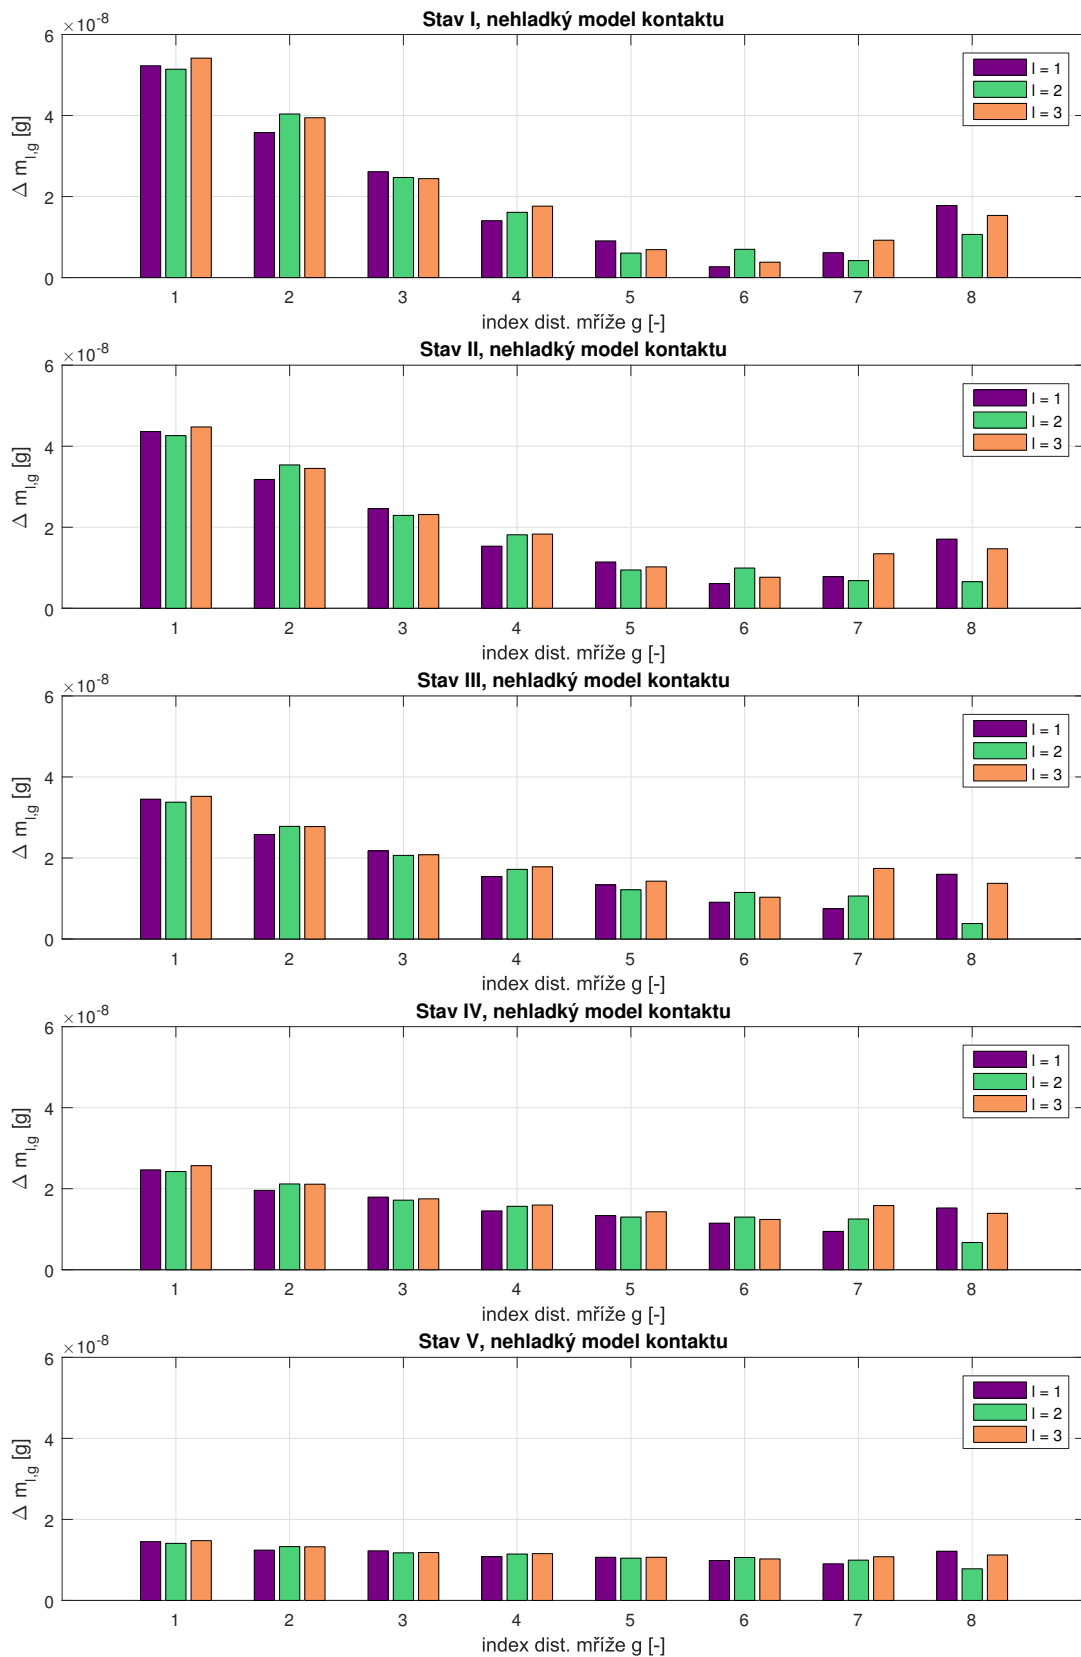 Stav I, nehladký model kontaktu
×10-8
6
4
2
0
Δ ml,g [g]
l = 1
l = 2
l = 3
1 2 3 4 5 6 7 8
index dist. mříže g [-]
Stav II, nehladký model kontaktu
×10-8
6
4
2
0
Δ ml,g [g]
l = 1
l = 2
l = 3
1 2 3 4 5 6 7 8
index dist. mříže g [-]
Stav III, nehladký model kontaktu
×10-8
6
4
2
0
Δ ml,g [g]
l = 1
l = 2
l = 3
1 2 3 4 5 6 7 8
index dist. mříže g [-]
Stav IV, nehladký model kontaktu
×10-8
6
4
2
0
Δ ml,g [g]
l = 1
l = 2
l = 3
1 2 3 4 5 6 7 8
index dist. mříže g [-]
Stav V, nehladký model kontaktu
×10-8
6
4
2
0
Δ ml,g [g]
l = 1
l = 2
l = 3
1 2 3 4 5 6 7 8
index dist. mříže g [-]